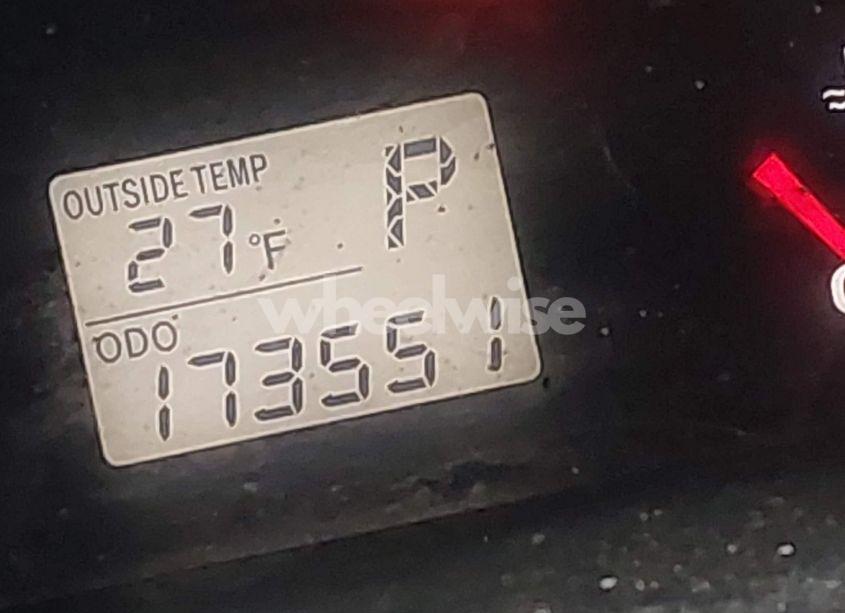 OUTSIDE TEMP
P
27 °F
ODO
173551
wheelwise